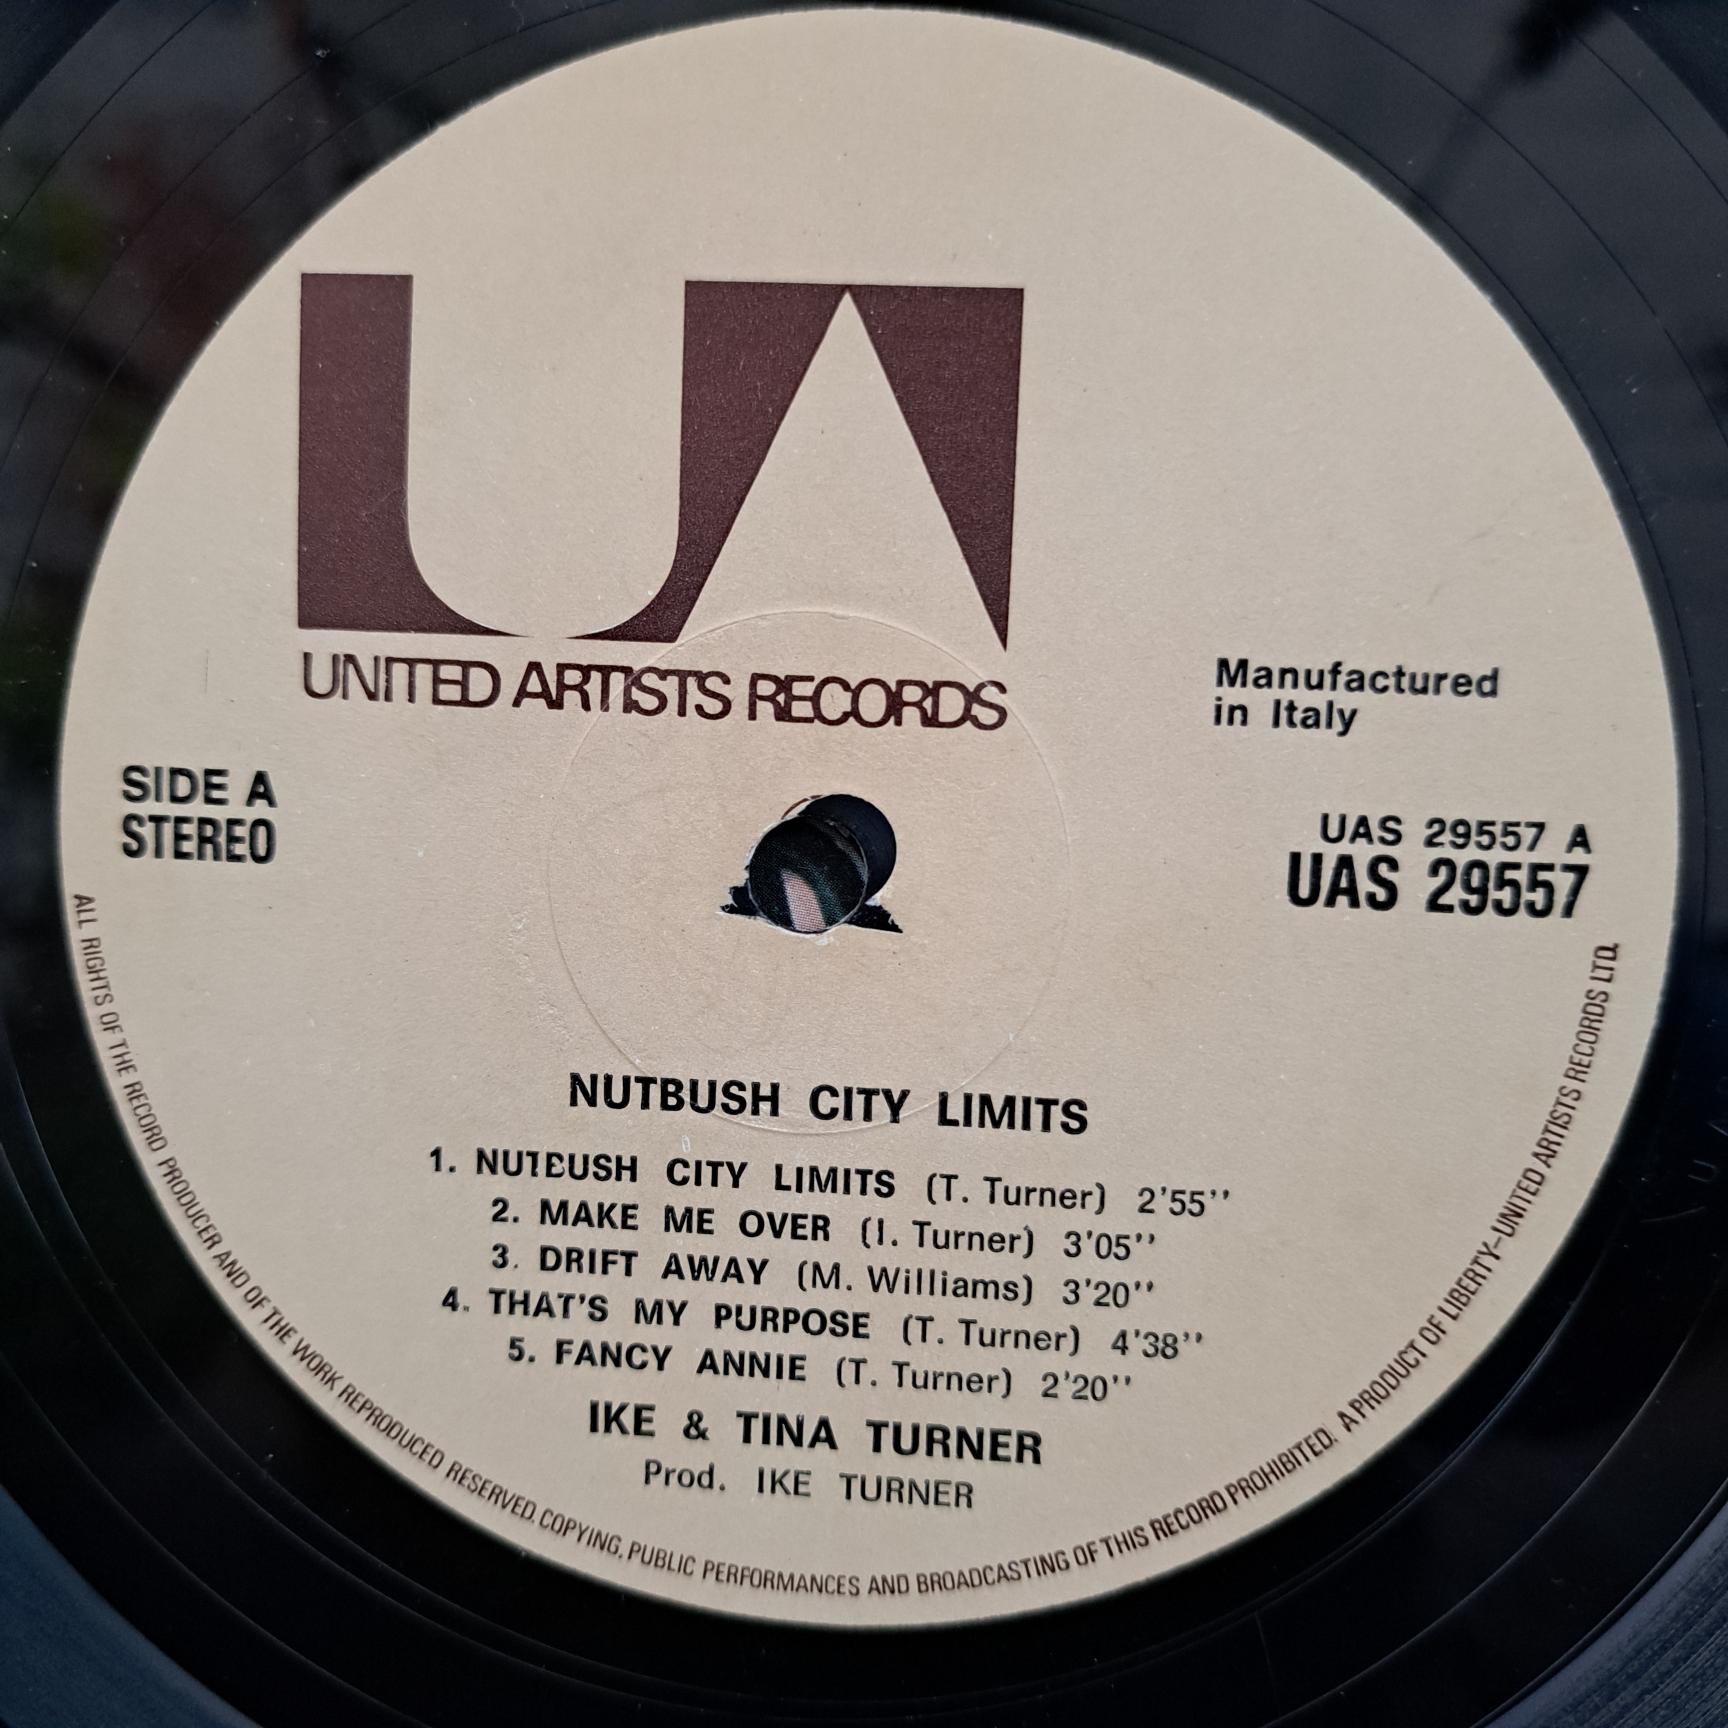 UA
UNITED ARTISTS RECORDS
Manufactured
in Italy
SIDE A
STEREO
UAS 29557 A
UAS 29557
NUTBUSH CITY LIMITS
1. NUTBUSH CITY LIMITS (T. Turner) 2'55''
2. MAKE ME OVER (I. Turner) 3'05''
3. DRIFT AWAY (M. Williams) 3'20''
4. THAT'S MY PURPOSE (T. Turner) 4'38''
5. FANCY ANNIE (T. Turner) 2'20''
IKE & TINA TURNER
Prod. IKE TURNER
ALL RIGHTS OF THE RECORD PRODUCER AND OF THE WORK REPRODUCED RESERVED. COPYING, PUBLIC PERFORMANCES AND BROADCASTING OF THIS RECORD PROHIBITED. A PRODUCT OF LIBERTY-UNITED ARTISTS RECORDS LTD.